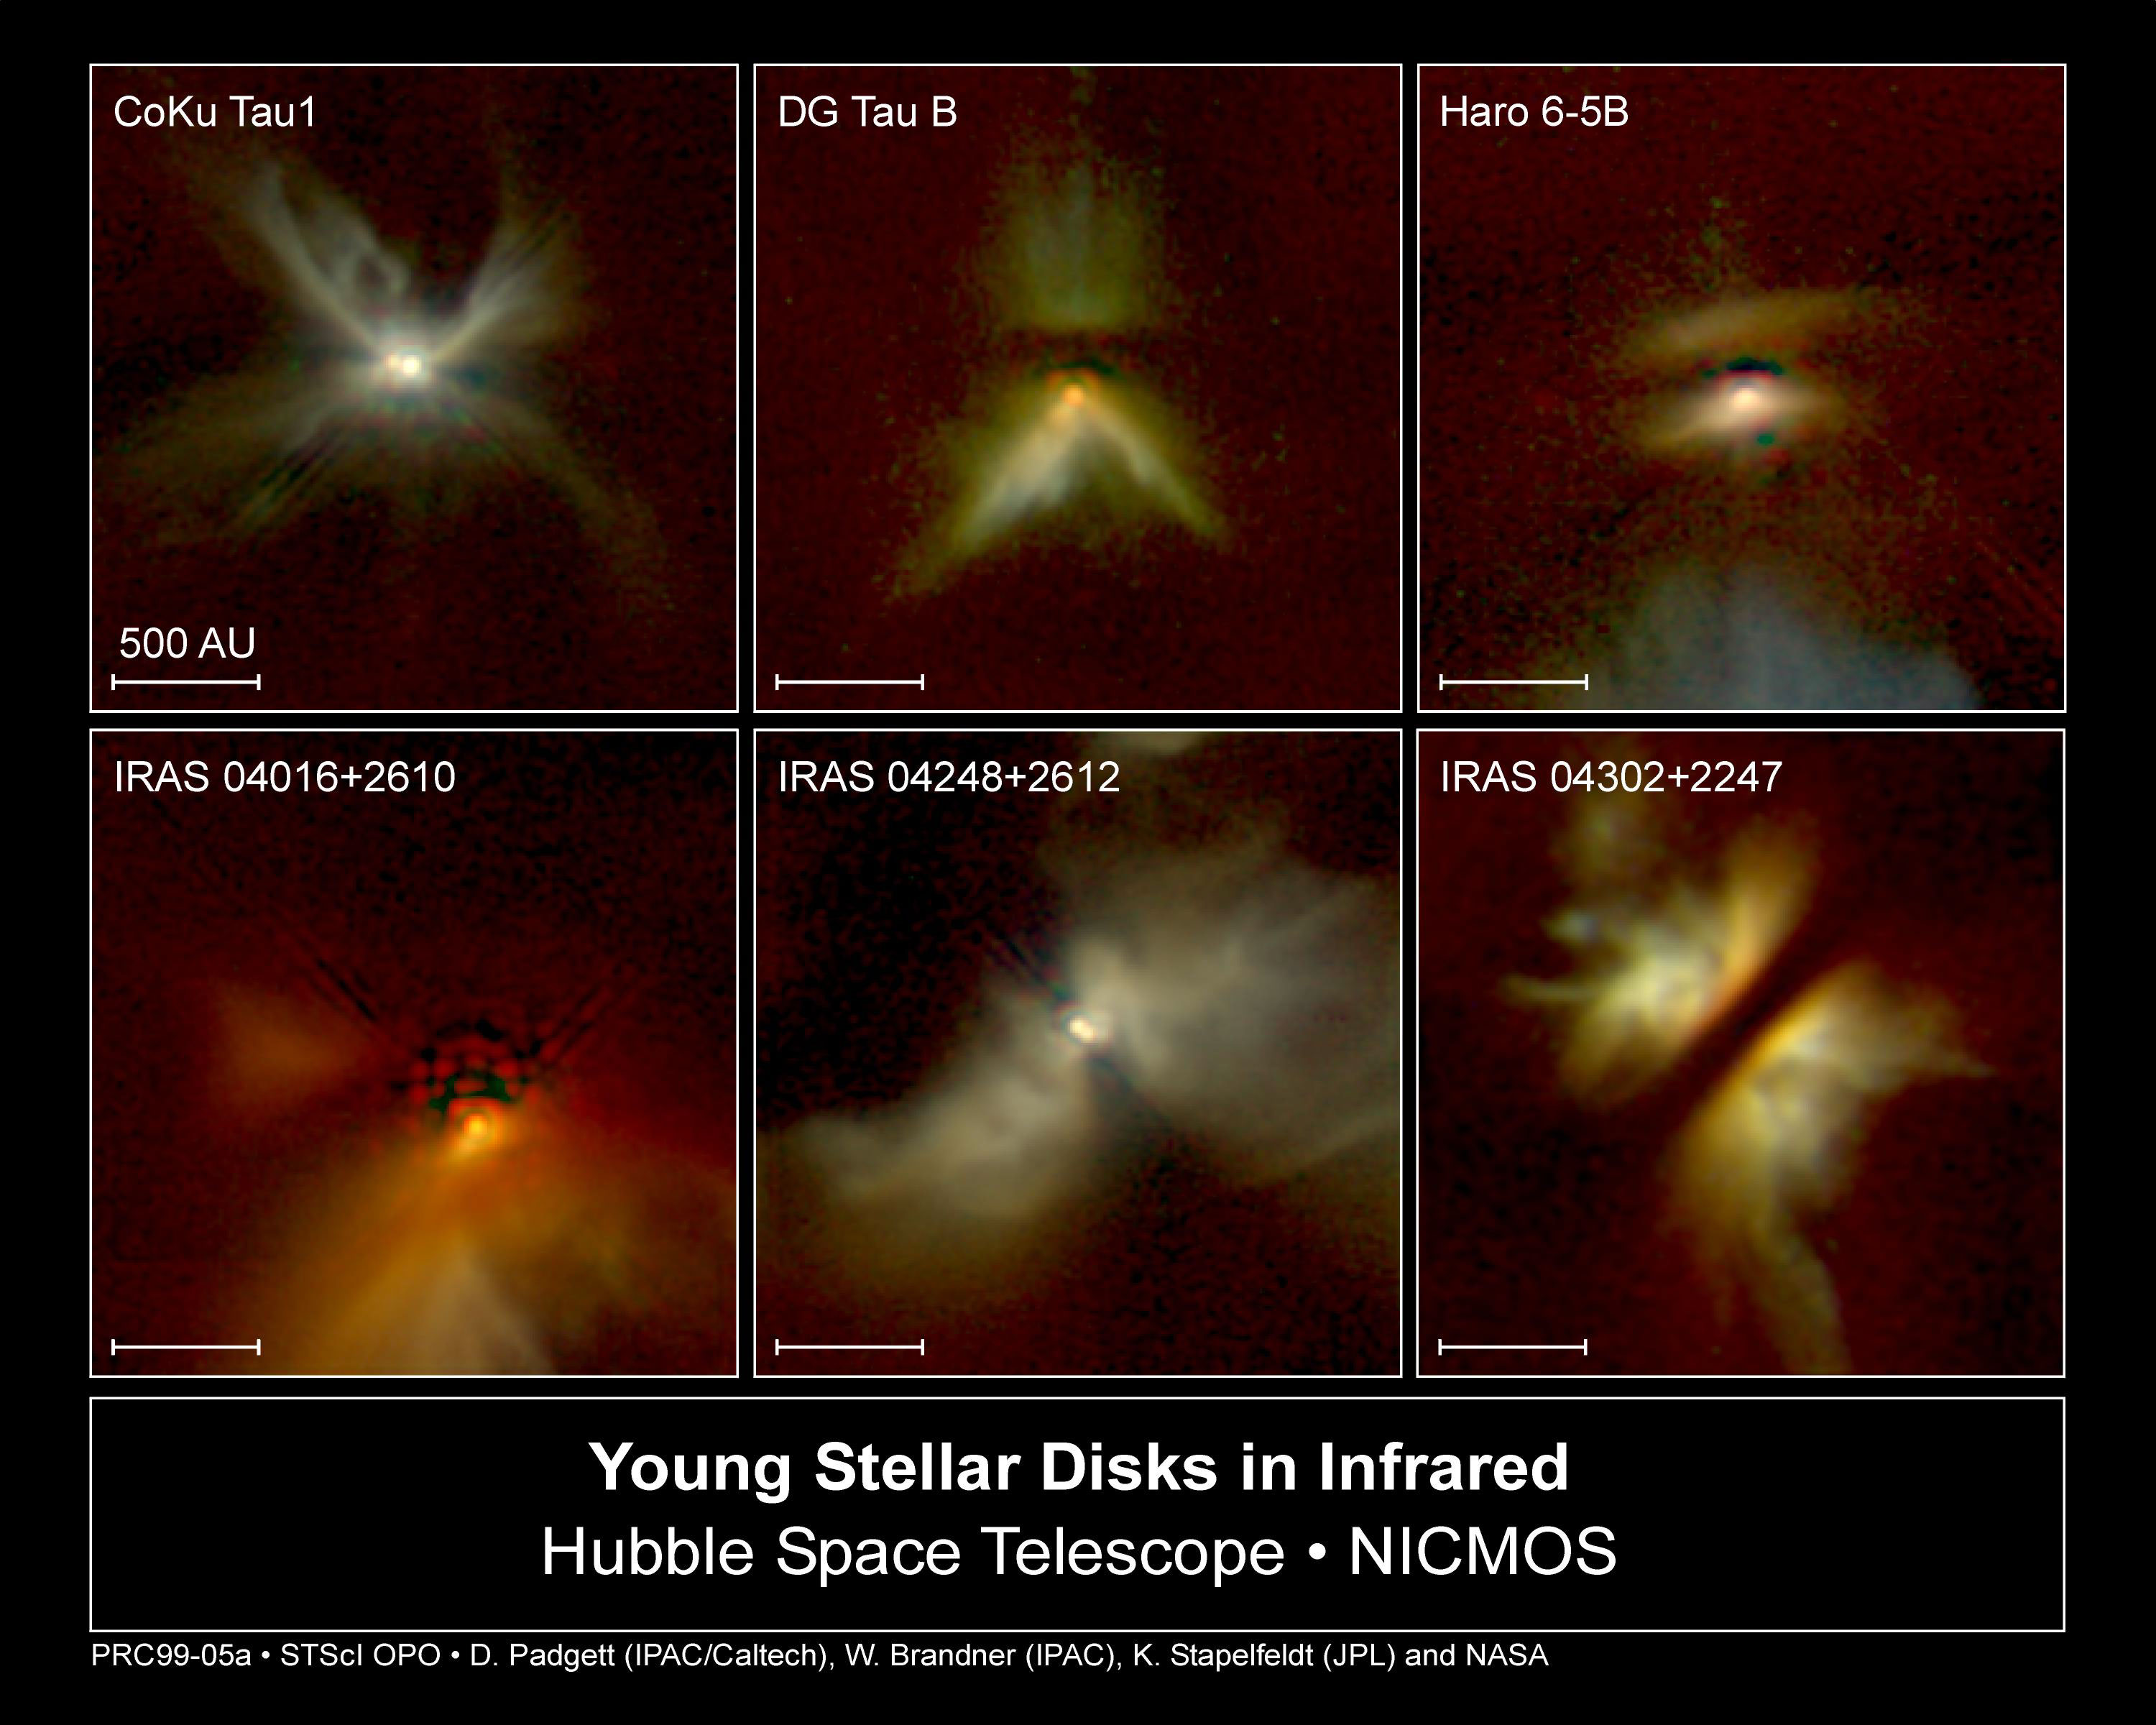 CoKu Tau1
DG Tau B
Haro 6-5B
500 AU
IRAS 04016+2610
IRAS 04248+2612
IRAS 04302+2247
Young Stellar Disks in Infrared
Hubble Space Telescope • NICMOS
PRC99-05a • STScI OPO • D. Padgett (IPAC/Caltech), W. Brandner (IPAC), K. Stapelfeldt (JPL) and NASA